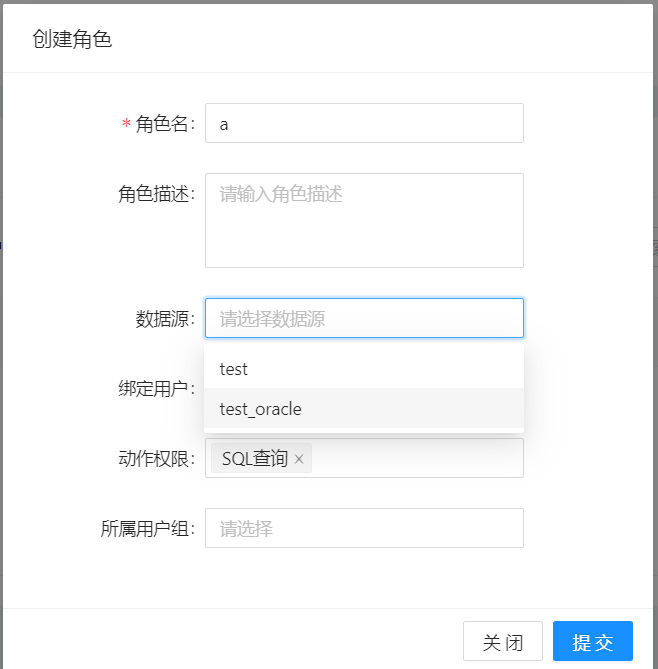 创建角色
* 角色名: a
角色描述: 请输入角色描述
数据源: 请选择数据源
test
绑定用户:
test_oracle
动作权限: SQL查询 ×
所属用户组: 请选择
关 闭 提 交